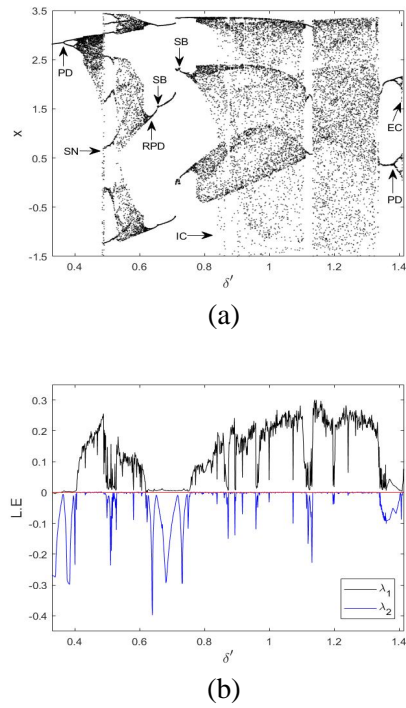 3.5
2.5
1.5
0.5
-0.5
-1.5
x
PD
SN
SB
RPD
SB
IC
EC
PD
0.4 0.6 0.8 1 1.2 1.4
δ′
(a)
0.3
0.2
0.1
0
-0.1
-0.2
-0.3
-0.4
L.E
λ1
λ2
0.4 0.6 0.8 1 1.2 1.4
δ′
(b)